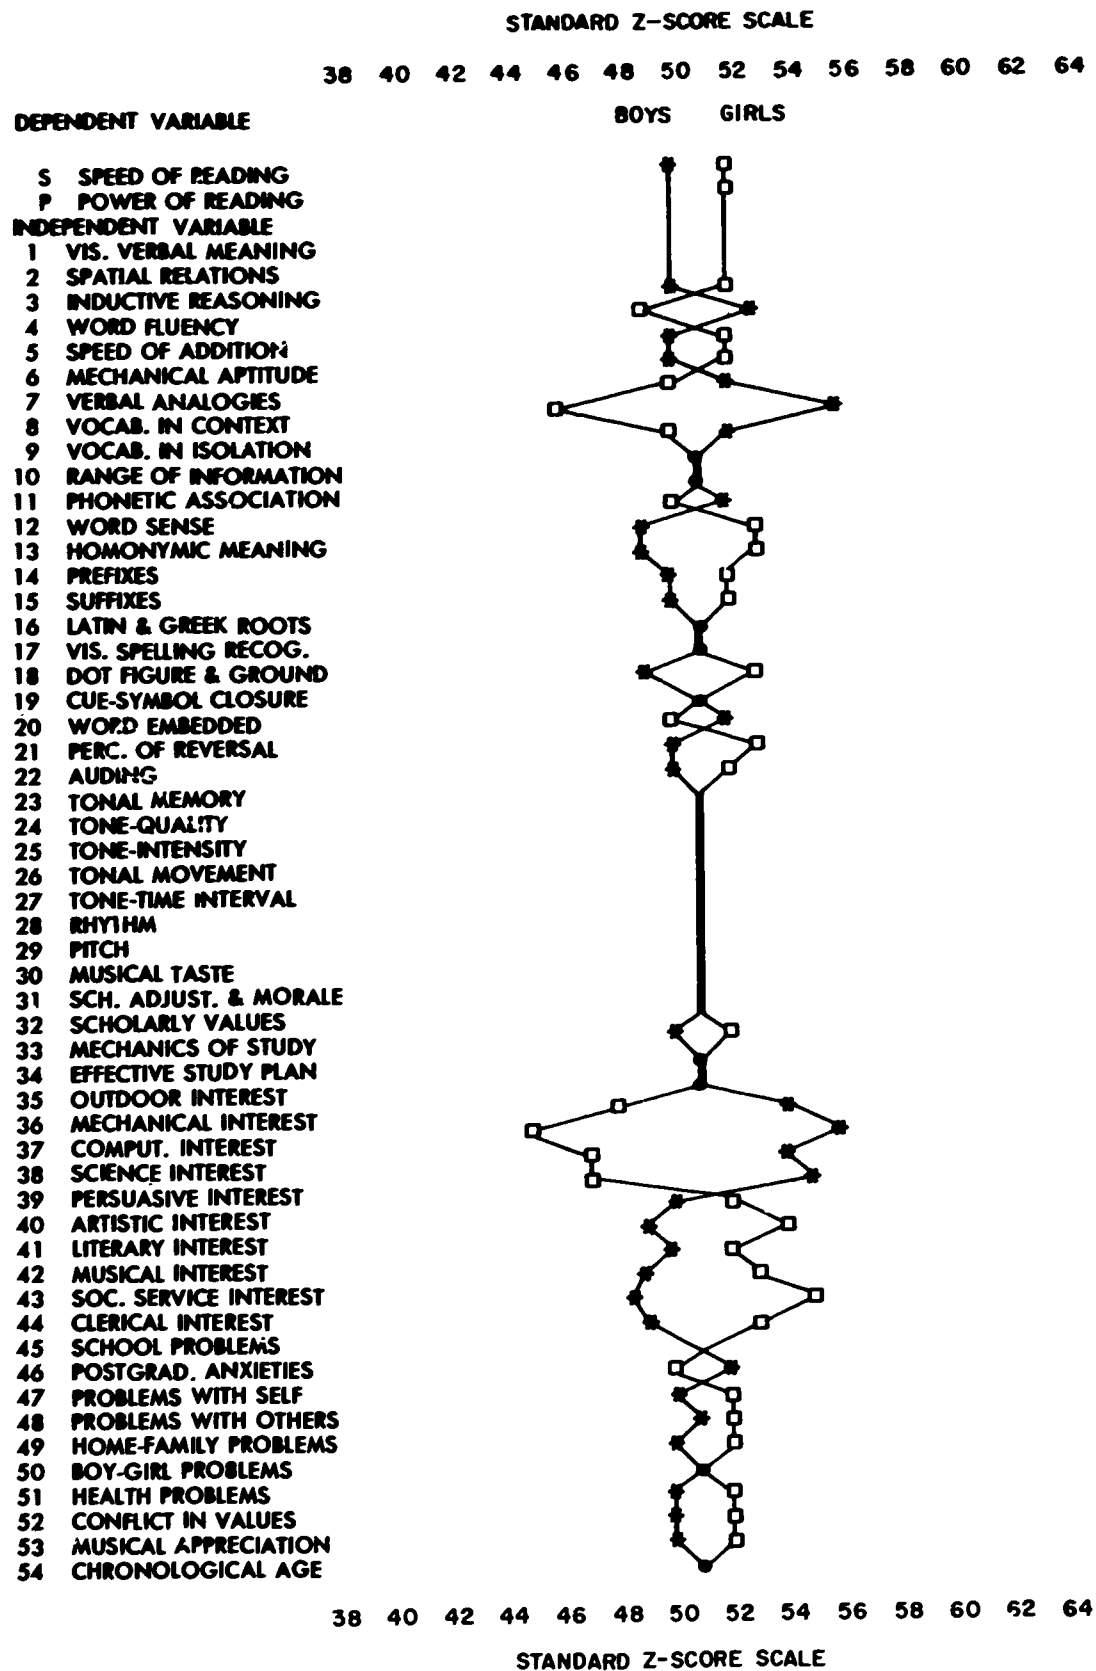 STANDARD Z-SCORE SCALE
38 40 42 44 46 48 50 52 54 56 58 60 62 64
DEPENDENT VARIABLE BOYS GIRLS
S SPEED OF READING
P POWER OF READING
INDEPENDENT VARIABLE
1 VIS. VERBAL MEANING
2 SPATIAL RELATIONS
3 INDUCTIVE REASONING
4 WORD FLUENCY
5 SPEED OF ADDITION
6 MECHANICAL APTITUDE
7 VERBAL ANALOGIES
8 VOCAB. IN CONTEXT
9 VOCAB. IN ISOLATION
10 RANGE OF INFORMATION
11 PHONETIC ASSOCIATION
12 WORD SENSE
13 HOMONYMIC MEANING
14 PREFIXES
15 SUFFIXES
16 LATIN & GREEK ROOTS
17 VIS. SPELLING RECOG.
18 DOT FIGURE & GROUND
19 CUE-SYMBOL CLOSURE
20 WORD EMBEDDED
21 PERC. OF REVERSAL
22 AUDING
23 TONAL MEMORY
24 TONE-QUALITY
25 TONE-INTENSITY
26 TONAL MOVEMENT
27 TONE-TIME INTERVAL
28 RHYTHM
29 PITCH
30 MUSICAL TASTE
31 SCH. ADJUST. & MORALE
32 SCHOLARLY VALUES
33 MECHANICS OF STUDY
34 EFFECTIVE STUDY PLAN
35 OUTDOOR INTEREST
36 MECHANICAL INTEREST
37 COMPUT. INTEREST
38 SCIENCE INTEREST
39 PERSUASIVE INTEREST
40 ARTISTIC INTEREST
41 LITERARY INTEREST
42 MUSICAL INTEREST
43 SOC. SERVICE INTEREST
44 CLERICAL INTEREST
45 SCHOOL PROBLEMS
46 POSTGRAD. ANXIETIES
47 PROBLEMS WITH SELF
48 PROBLEMS WITH OTHERS
49 HOME-FAMILY PROBLEMS
50 BOY-GIRL PROBLEMS
51 HEALTH PROBLEMS
52 CONFLICT IN VALUES
53 MUSICAL APPRECIATION
54 CHRONOLOGICAL AGE
38 40 42 44 46 48 50 52 54 56 58 60 62 64
STANDARD Z-SCORE SCALE